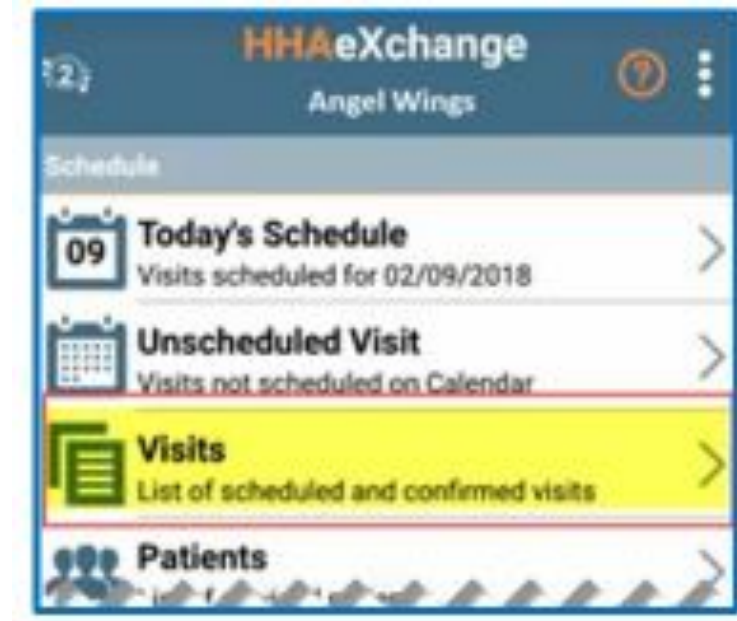 HHAeXchange
2
Angel Wings
Schedule
09
Today's Schedule
Visits scheduled for 02/09/2018
Unscheduled Visit
Visits not scheduled on Calendar
Visits
List of scheduled and confirmed visits
Patients